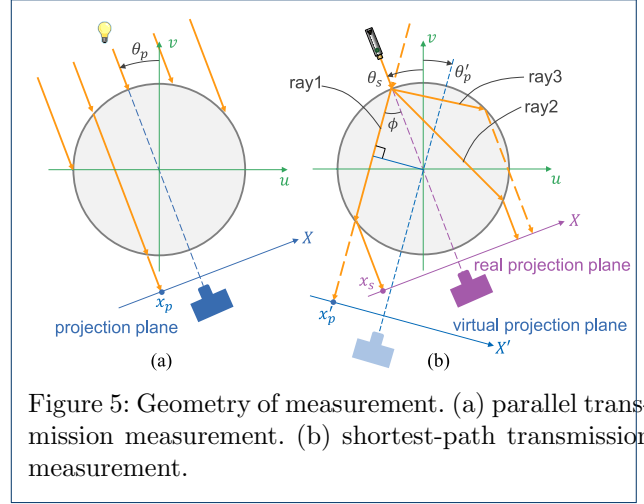 θp
v
u
X
xp
projection plane
(a)
v
θs
θ′p
ray1
ray3
ray2
ϕ
u
X
xs
real projection plane
x′p
virtual projection plane
X′
(b)
Figure 5: Geometry of measurement. (a) parallel trans-
mission measurement. (b) shortest-path transmission
measurement.